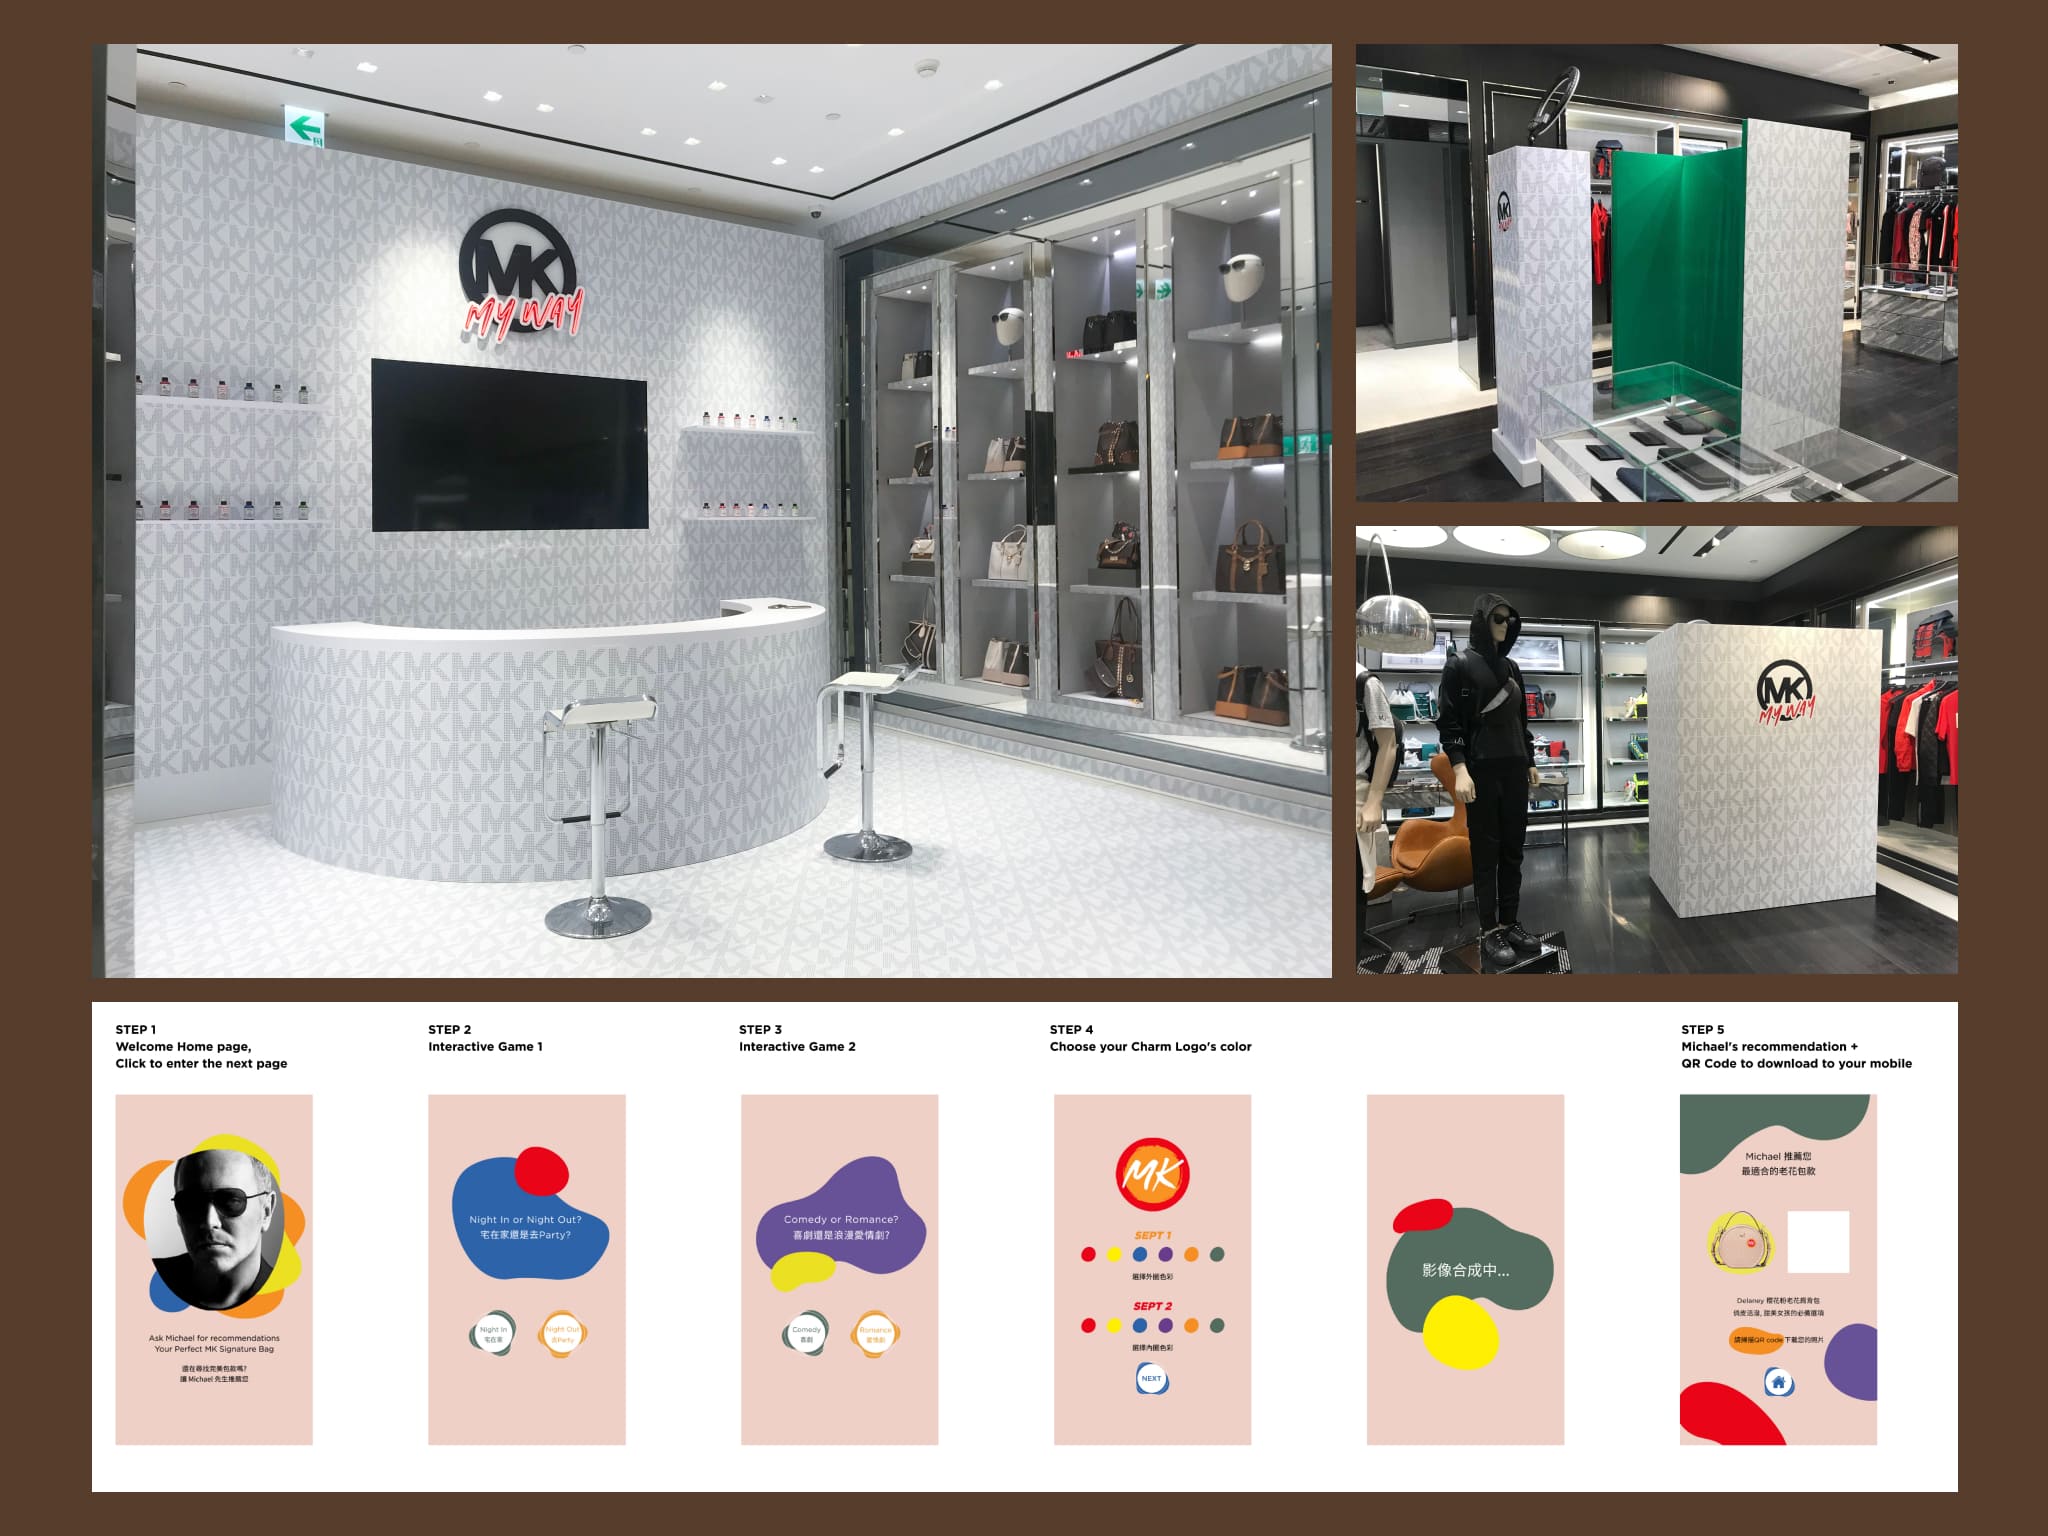 MK
MY WAY
MK
MK
MY WAY
STEP 1
Welcome Home page,
Click to enter the next page
Ask Michael for recommendations
Your Perfect MK Signature Bag
還在尋找完美包款嗎?
讓 Michael 先生推薦您
STEP 2
Interactive Game 1
Night In or Night Out?
宅在家還是去Party?
Night In
宅在家
Night Out
去Party
STEP 3
Interactive Game 2
Comedy or Romance?
喜劇還是浪漫愛情劇?
Comedy
喜劇
Romance
愛情劇
STEP 4
Choose your Charm Logo's color
MK
SEPT 1
選擇外圈色彩
SEPT 2
選擇內圈色彩
NEXT
影像合成中...
STEP 5
Michael's recommendation +
QR Code to download to your mobile
Michael 推薦您
最適合的老花包款
Delaney 櫻花粉老花肩背包
俏皮活潑, 甜美女孩的必備選項
請掃描QR code 下載您的照片